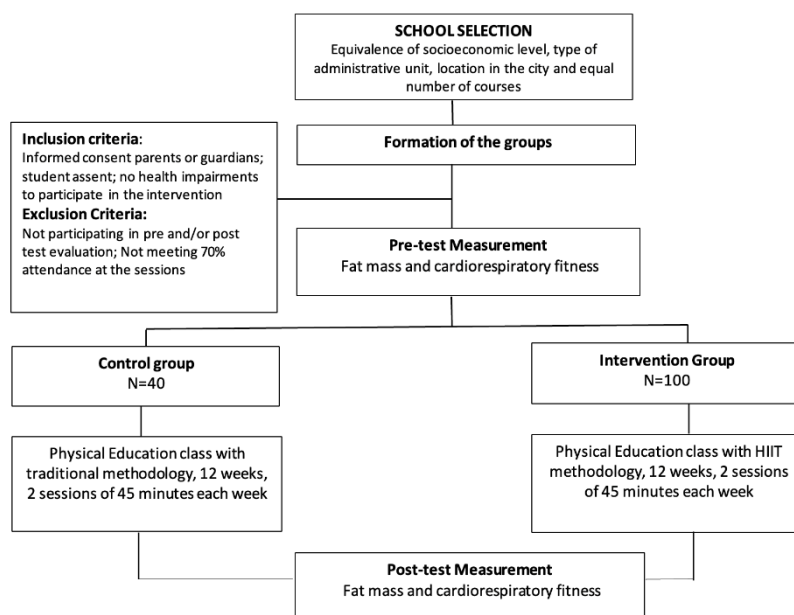 SCHOOL SELECTION
Equivalence of socioeconomic level, type of
administrative unit, location in the city and equal
number of courses
Inclusion criteria:
Informed consent parents or guardians;
student assent; no health impairments
to participate in the intervention
Exclusion Criteria:
Not participating in pre and/or post
test evaluation; Not meeting 70%
attendance at the sessions
Formation of the groups
Pre-test Measurement
Fat mass and cardiorespiratory fitness
Control group
N=40
Intervention Group
N=100
Physical Education class with
traditional methodology, 12 weeks,
2 sessions of 45 minutes each week
Physical Education class with HIIT
methodology, 12 weeks, 2 sessions
of 45 minutes each week
Post-test Measurement
Fat mass and cardiorespiratory fitness